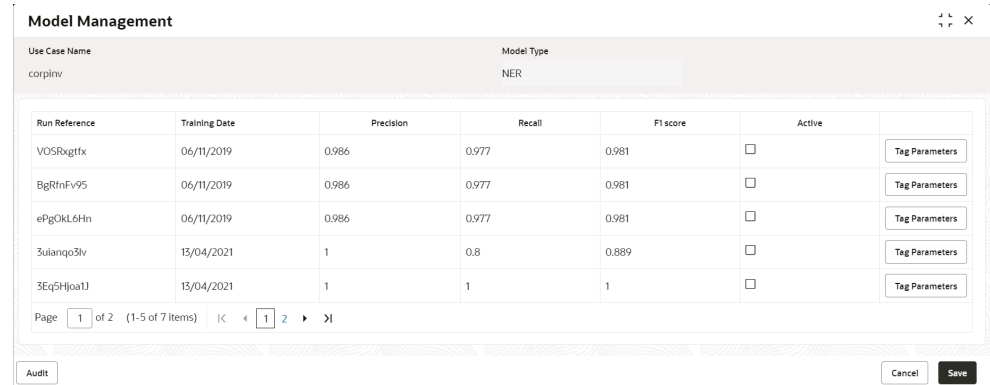 Model Management
Use Case Name Model Type
corpinv NER
Run Reference Training Date Precision Recall F1 score Active
VOSRxgtfx 06/11/2019 0.986 0.977 0.981 Tag Parameters
BgRfnFv95 06/11/2019 0.986 0.977 0.981 Tag Parameters
ePgOkL6Hn 06/11/2019 0.986 0.977 0.981 Tag Parameters
3uianqo3lv 13/04/2021 1 0.8 0.889 Tag Parameters
3Eq5Hjoa1J 13/04/2021 1 1 1 Tag Parameters
Page 1 of 2 (1-5 of 7 items) 1 2
Audit Cancel Save